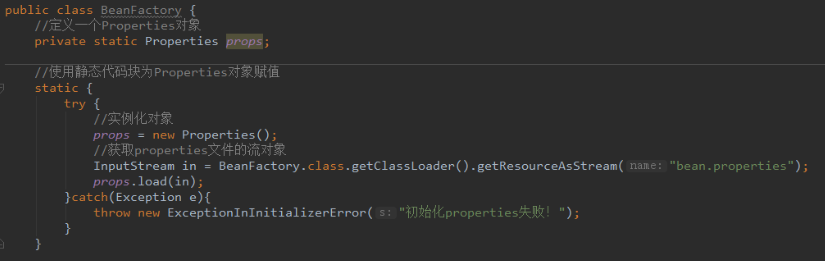 public class BeanFactory {
//定义一个Properties对象
private static Properties props;
//使用静态代码块为Properties对象赋值
static {
try {
//实例化对象
props = new Properties();
//获取properties文件的流对象
InputStream in = BeanFactory.class.getClassLoader().getResourceAsStream( name: "bean.properties");
props.load(in);
}catch(Exception e){
throw new ExceptionInInitializerError( s: "初始化properties失败！");
}
}